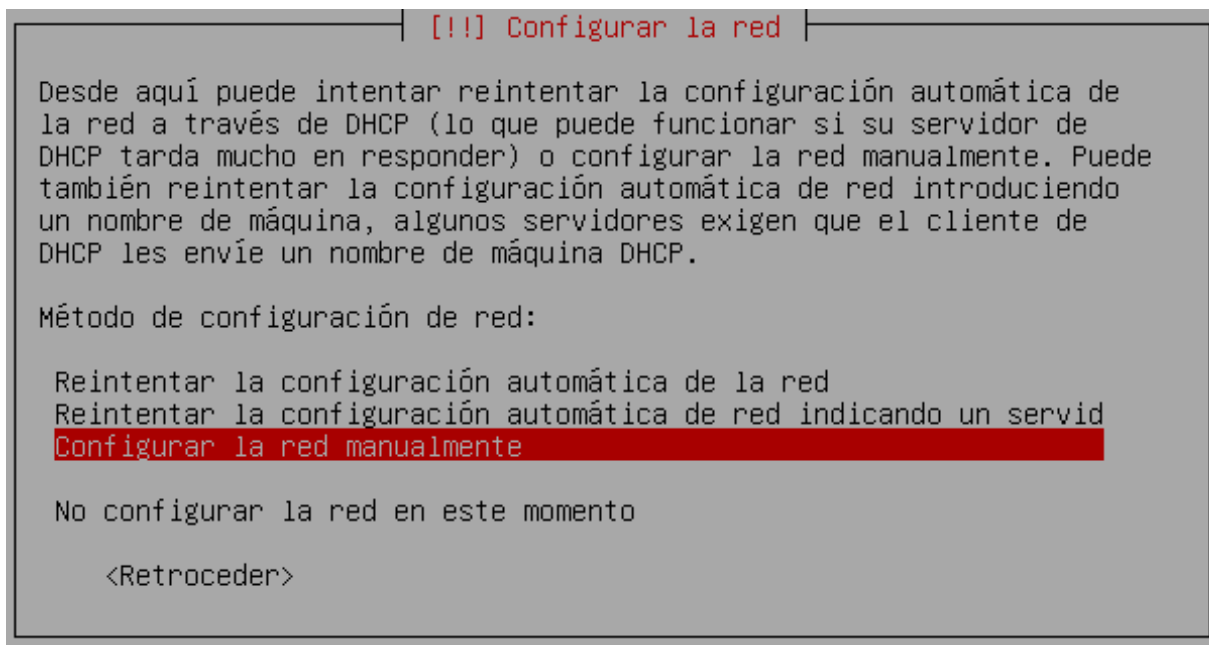 [!!] Configurar la red
Desde aquí puede intentar reintentar la configuración automática de
la red a través de DHCP (lo que puede funcionar si su servidor de
DHCP tarda mucho en responder) o configurar la red manualmente. Puede
también reintentar la configuración automática de red introduciendo
un nombre de máquina, algunos servidores exigen que el cliente de
DHCP les envíe un nombre de máquina DHCP.
Método de configuración de red:
Reintentar la configuración automática de la red
Reintentar la configuración automática de red indicando un servid
Configurar la red manualmente
No configurar la red en este momento
<Retroceder>